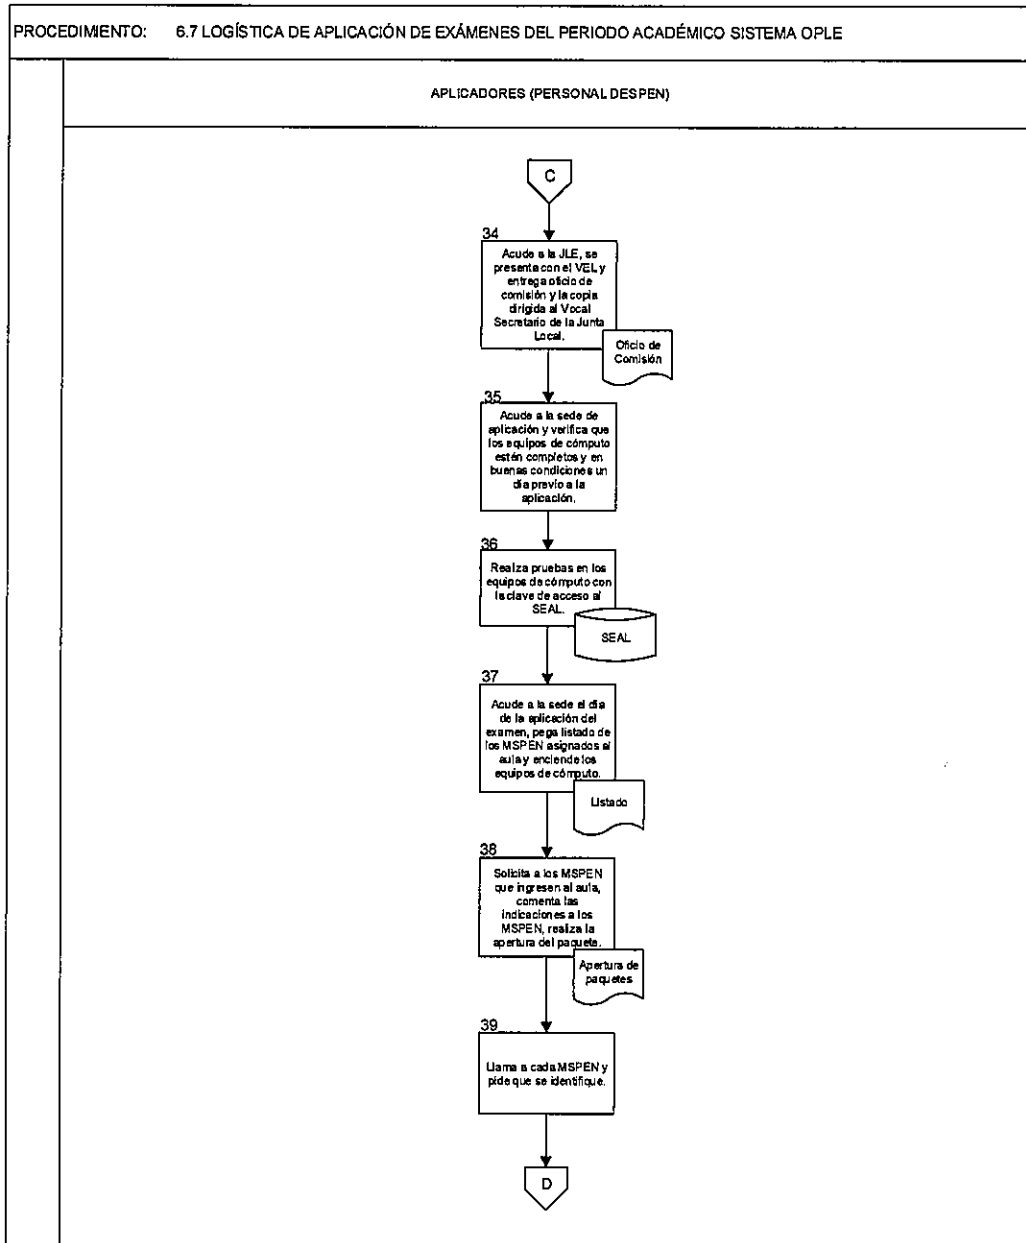 PROCEDIMIENTO: 6.7 LOGÍSTICA DE APLICACIÓN DE EXÁMENES DEL PERIODO ACADÉMICO SISTEMA OPLE
APLICADORES (PERSONAL DESPEN)
C
34
Acude a la JLE, se
presenta con el VEL y
entrega oficio de
comisión y la copia
dirigida al Vocal
Secretario de la Junta
Local.
Oficio de
Comisión
35
Acude a la sede de
aplicación y verifica que
los equipos de cómputo
estén completos y en
buenas condiciones un
día previo a la
aplicación.
36
Realiza pruebas en los
equipos de cómputo con
la clave de acceso al
SEAL.
SEAL
37
Acude a la sede el día
de la aplicación del
examen, pega listado de
los MSPEN asignados al
aula y enciende los
equipos de cómputo.
Listado
38
Solicita a los MSPEN
que ingresen al aula,
comenta las
indicaciones a los
MSPEN, realiza la
apertura del paquete.
Apertura de
paquetes
39
Llama a cada MSPEN y
pide que se identifique.
D